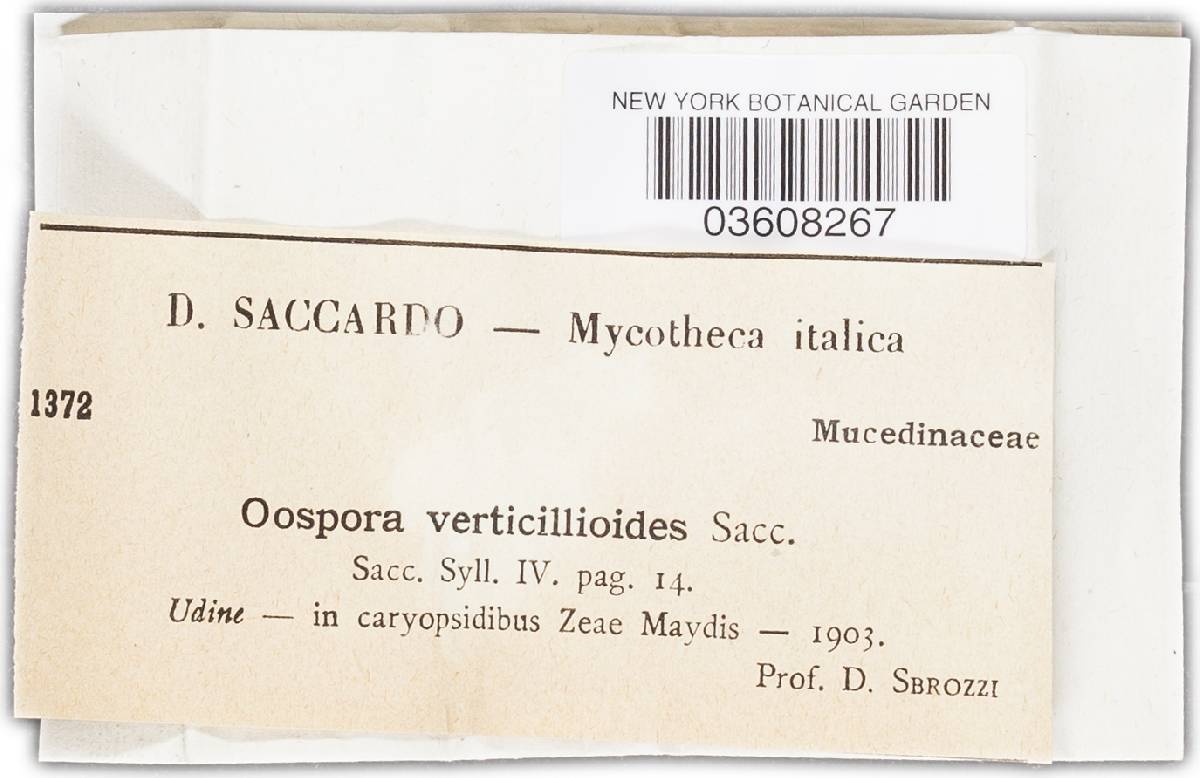 NEW YORK BOTANICAL GARDEN
03608267
D. SACCARDO — Mycotheca italica
1372
Mucedinaceae
Oospora verticillioides Sacc.
Sacc. Syll. IV. pag. 14.
Udine — in caryopsidibus Zeae Maydis — 1903.
Prof. D. SBROZZI